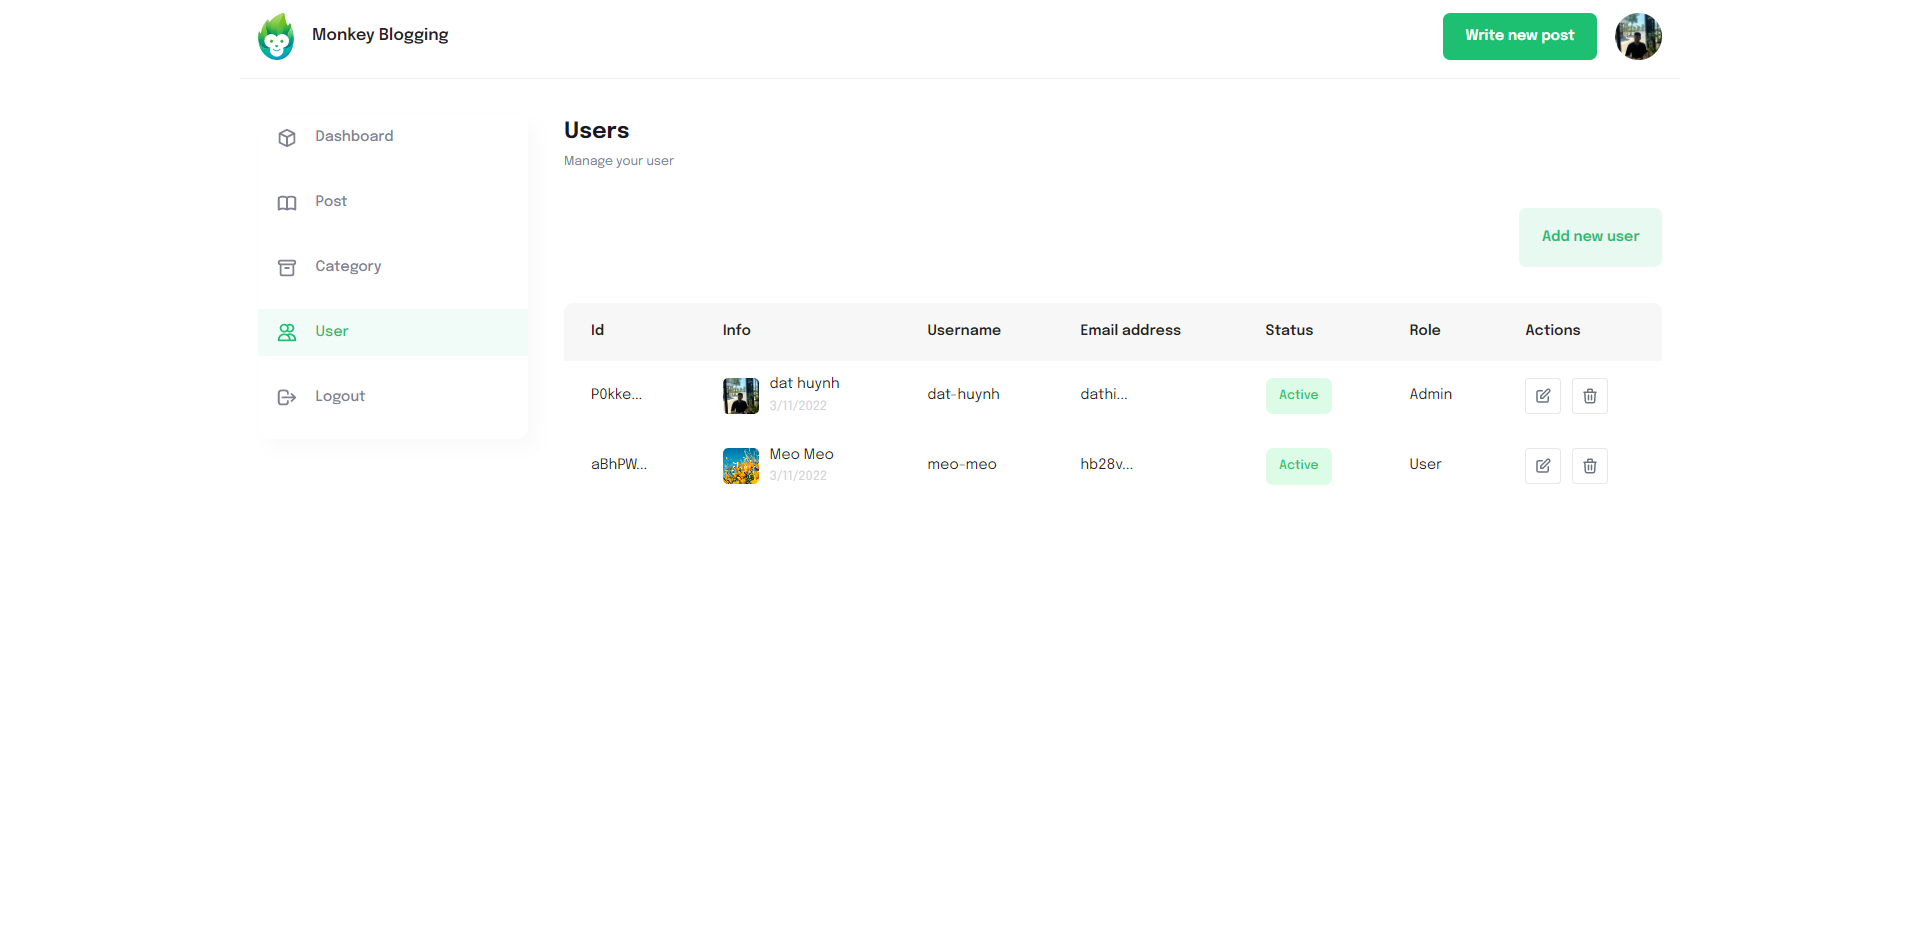 Monkey Blogging
Write new post
Dashboard
Post
Category
User
Logout
Users
Manage your user
Add new user
Id Info Username Email address Status Role Actions
P0kke... dat huynh 3/11/2022 dat-huynh dathi... Active Admin
aBhPW... Meo Meo 3/11/2022 meo-meo hb28v... Active User